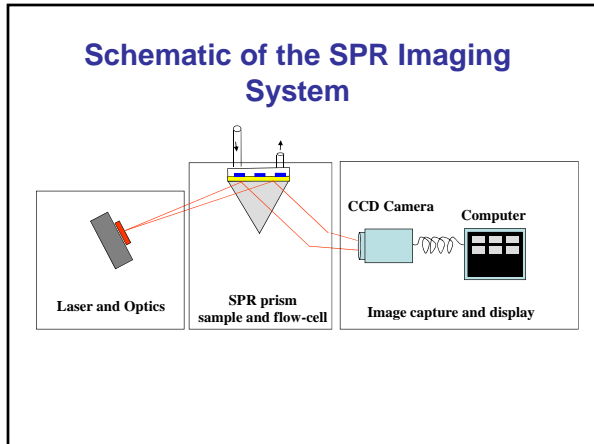 Schematic of the SPR Imaging
System
CCD Camera
Computer
Laser and Optics
SPR prism
sample and flow-cell
Image capture and display